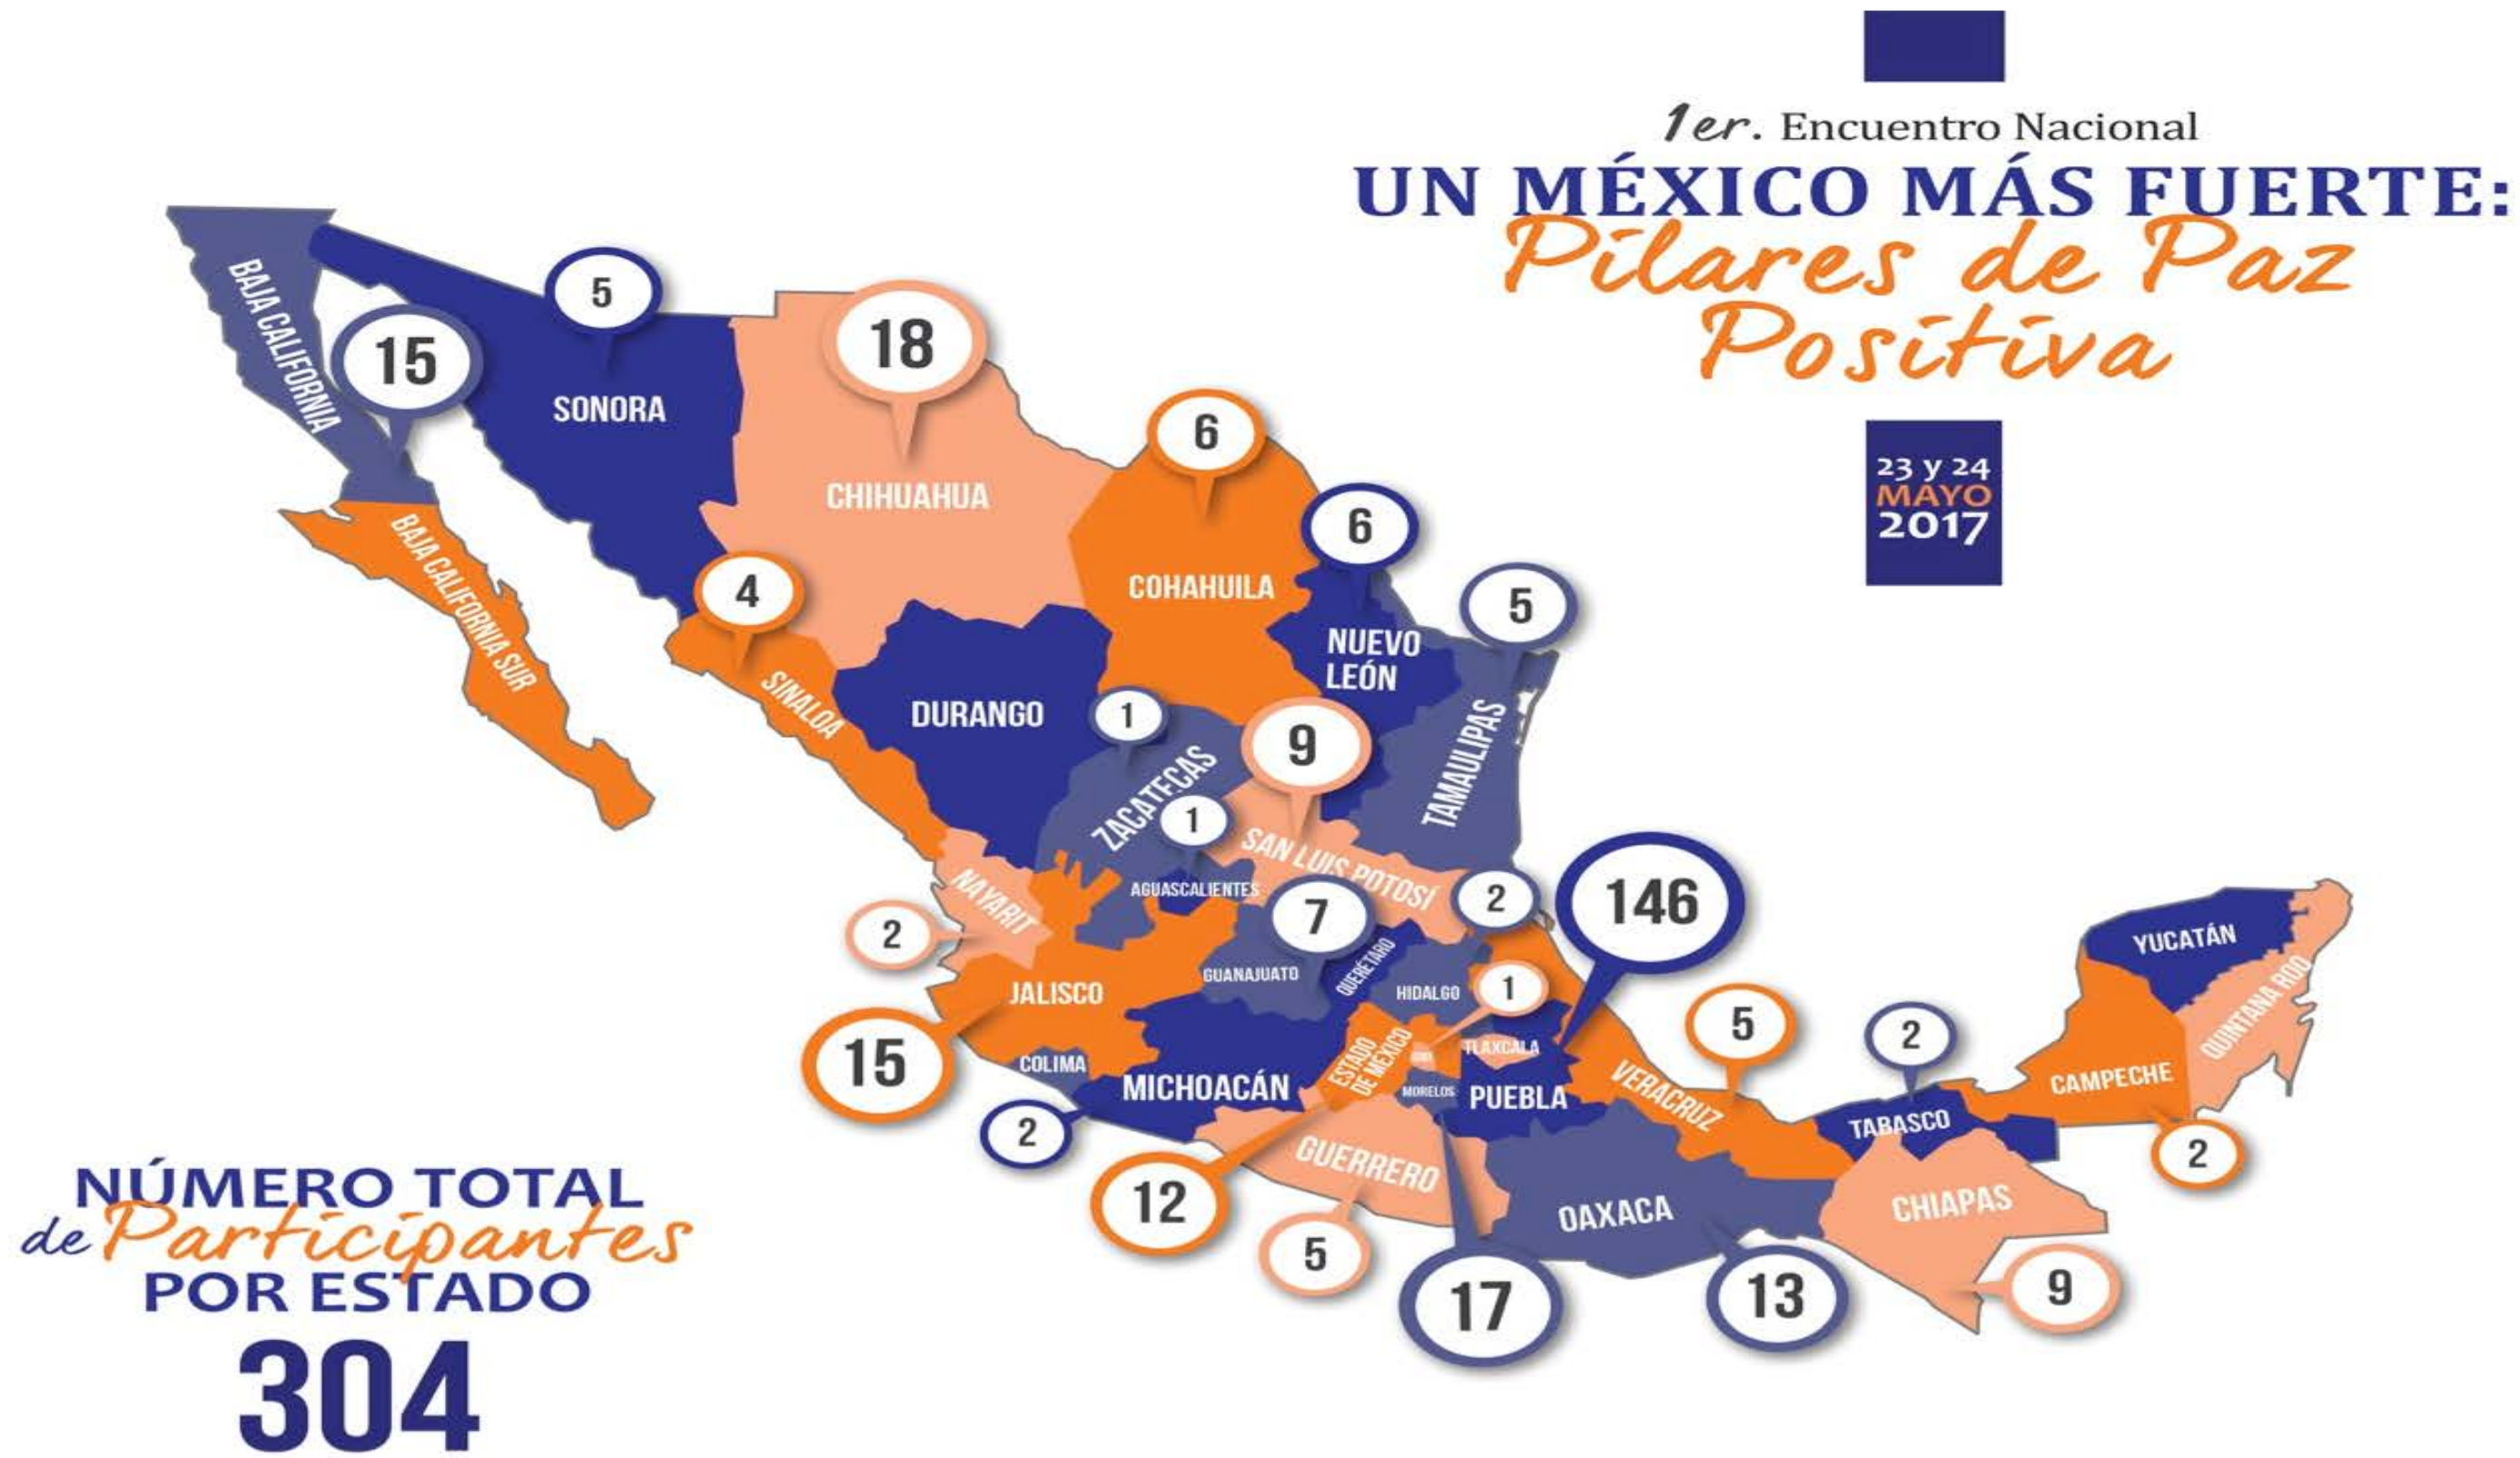 1er. Encuentro Nacional
UN MÉXICO MÁS FUERTE:
Pilares de Paz
Positiva
23 y 24
MAYO
2017
BAJA CALIFORNIA
15
5
SONORA
18
CHIHUAHUA
6
COHAHUILA
6
NUEVO
LEÓN
5
TAMAULIPAS
BAJA CALIFORNIA SUR
4
SINALOA
DURANGO
1
ZACATECAS
9
SAN LUIS POTOSÍ
1
AGUASCALIENTES
NAYARIT
2
JALISCO
15
7
GUANAJUATO
QUERÉTARO
2
HIDALGO
1
146
TLAXCALA
COLIMA
MICHOACÁN
2
ESTADO
DE MEXICO
12
MORELOS
17
PUEBLA
VERACRUZ
5
GUERRERO
5
OAXACA
13
TABASCO
2
CHIAPAS
9
CAMPECHE
2
YUCATÁN
QUINTANA ROO
NÚMERO TOTAL
de Participantes
POR ESTADO
304